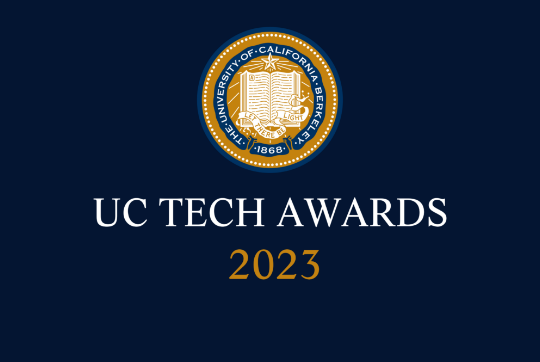 THE · UNIVERSITY · OF · CALIFORNIA · BERKELEY
LET THERE BE LIGHT
· 1868 ·
UC TECH AWARDS
2023